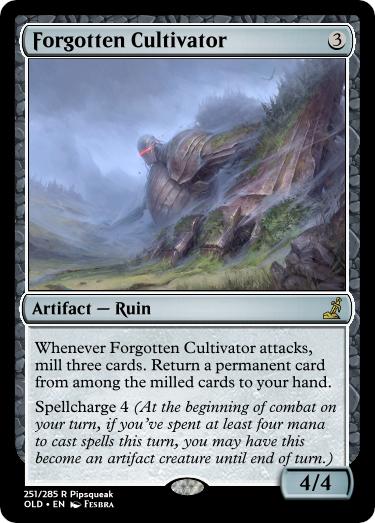 Forgotten Cultivator 3
Artifact — Ruin
Whenever Forgotten Cultivator attacks,
mill three cards. Return a permanent card
from among the milled cards to your hand.
Spellcharge 4 (At the beginning of combat on
your turn, if you've spent at least four mana
to cast spells this turn, you may have this
become an artifact creature until end of turn.)
4/4
251/285 R Pipsqueak
OLD • EN Fesbra